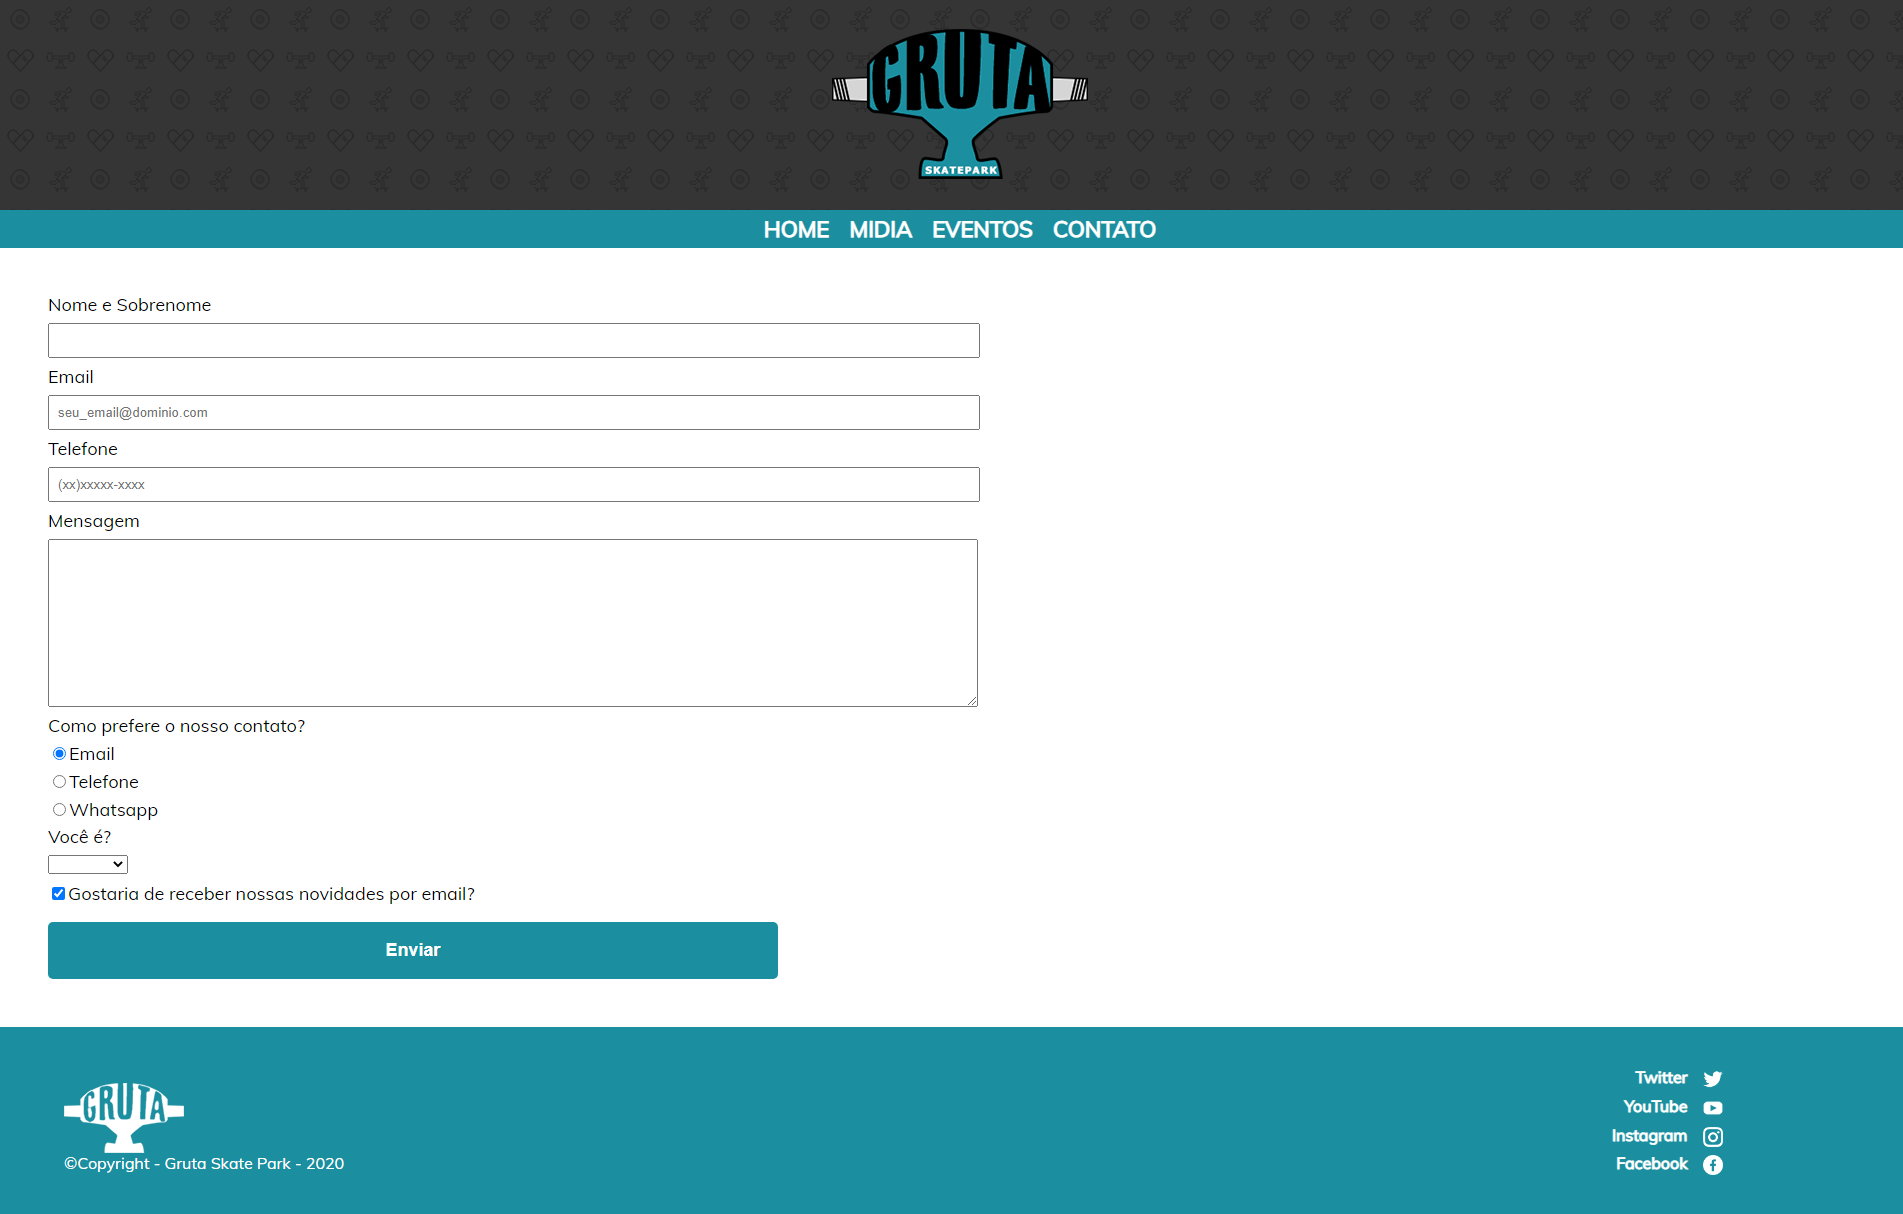 GRUTA
SKATEPARK
HOME MIDIA EVENTOS CONTATO
Nome e Sobrenome
Email
seu_email@dominio.com
Telefone
(xx)xxxxx-xxxx
Mensagem
Como prefere o nosso contato?
Email
Telefone
Whatsapp
Você é?
Gostaria de receber nossas novidades por email?
Enviar
GRUTA
©Copyright - Gruta Skate Park - 2020
Twitter
YouTube
Instagram
Facebook